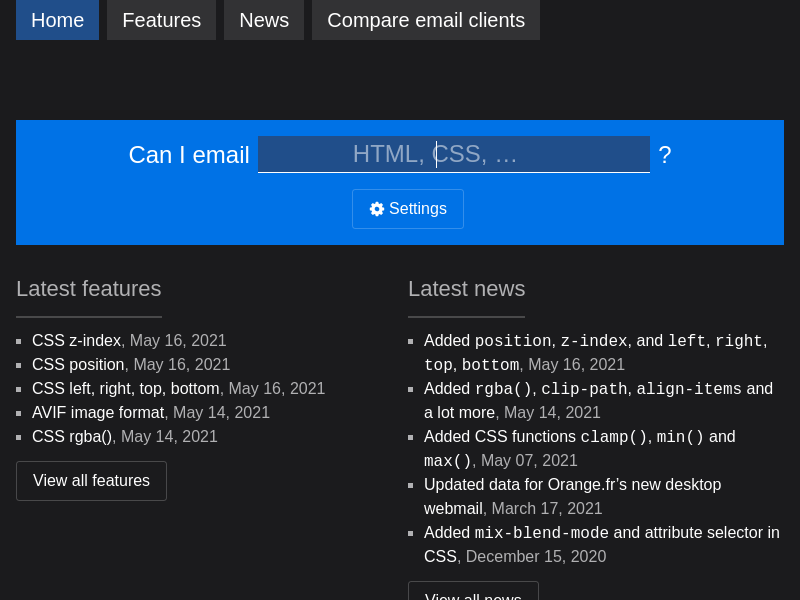 Home Features News Compare email clients
Can I email HTML, CSS, … ?
Settings
Latest features
CSS z-index, May 16, 2021
CSS position, May 16, 2021
CSS left, right, top, bottom, May 16, 2021
AVIF image format, May 14, 2021
CSS rgba(), May 14, 2021
View all features
Latest news
Added position, z-index, and left, right,
top, bottom, May 16, 2021
Added rgba(), clip-path, align-items and
a lot more, May 14, 2021
Added CSS functions clamp(), min() and
max(), May 07, 2021
Updated data for Orange.fr’s new desktop
webmail, March 17, 2021
Added mix-blend-mode and attribute selector in
CSS, December 15, 2020
View all news